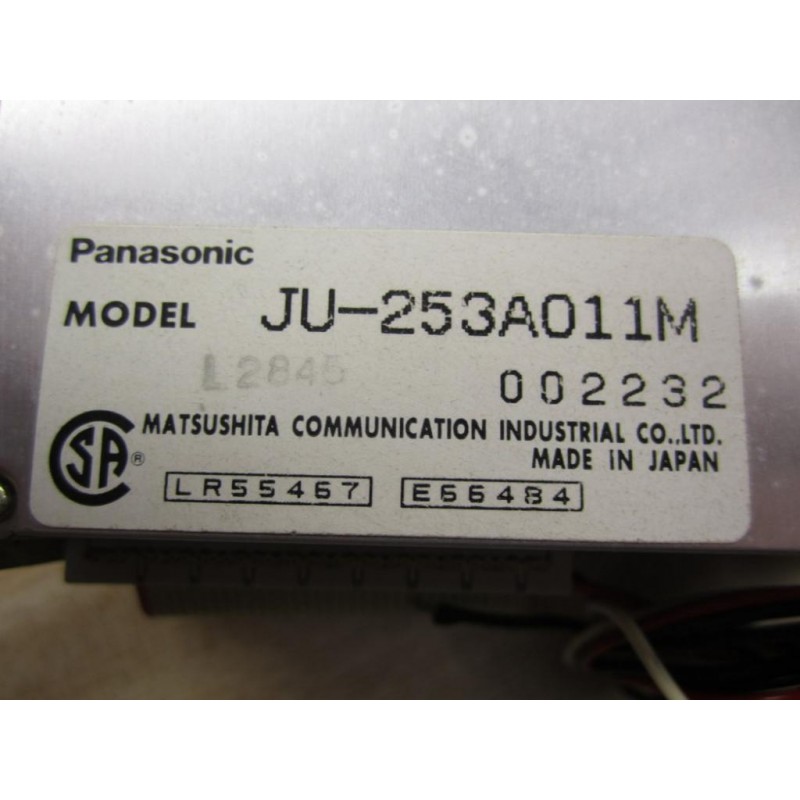 Panasonic
MODEL JU-253A011M
L2845 002232
SA ® MATSUSHITA COMMUNICATION INDUSTRIAL CO.,LTD.
MADE IN JAPAN
LR55467 E66484